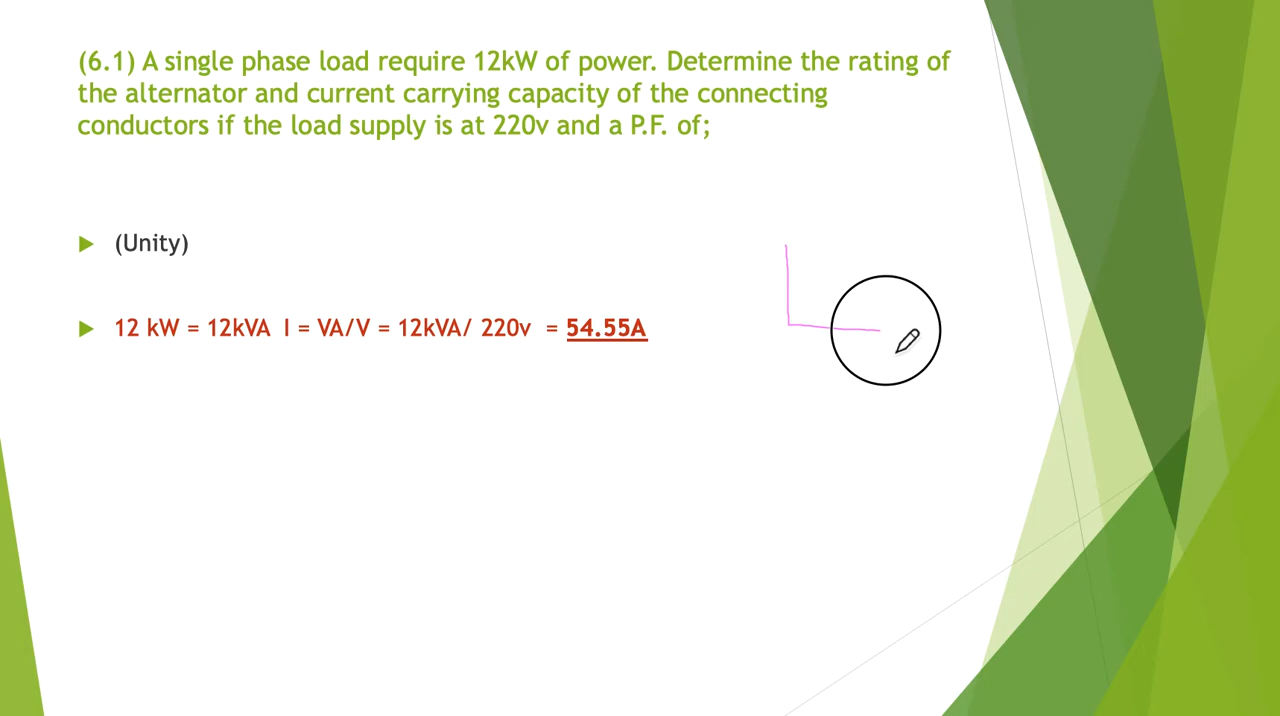 (6.1) A single phase load require 12kW of power. Determine the rating of
the alternator and current carrying capacity of the connecting
conductors if the load supply is at 220v and a P.F. of;
(Unity)
12 kW = 12kVA I = VA/V = 12kVA/ 220v = 54.55A